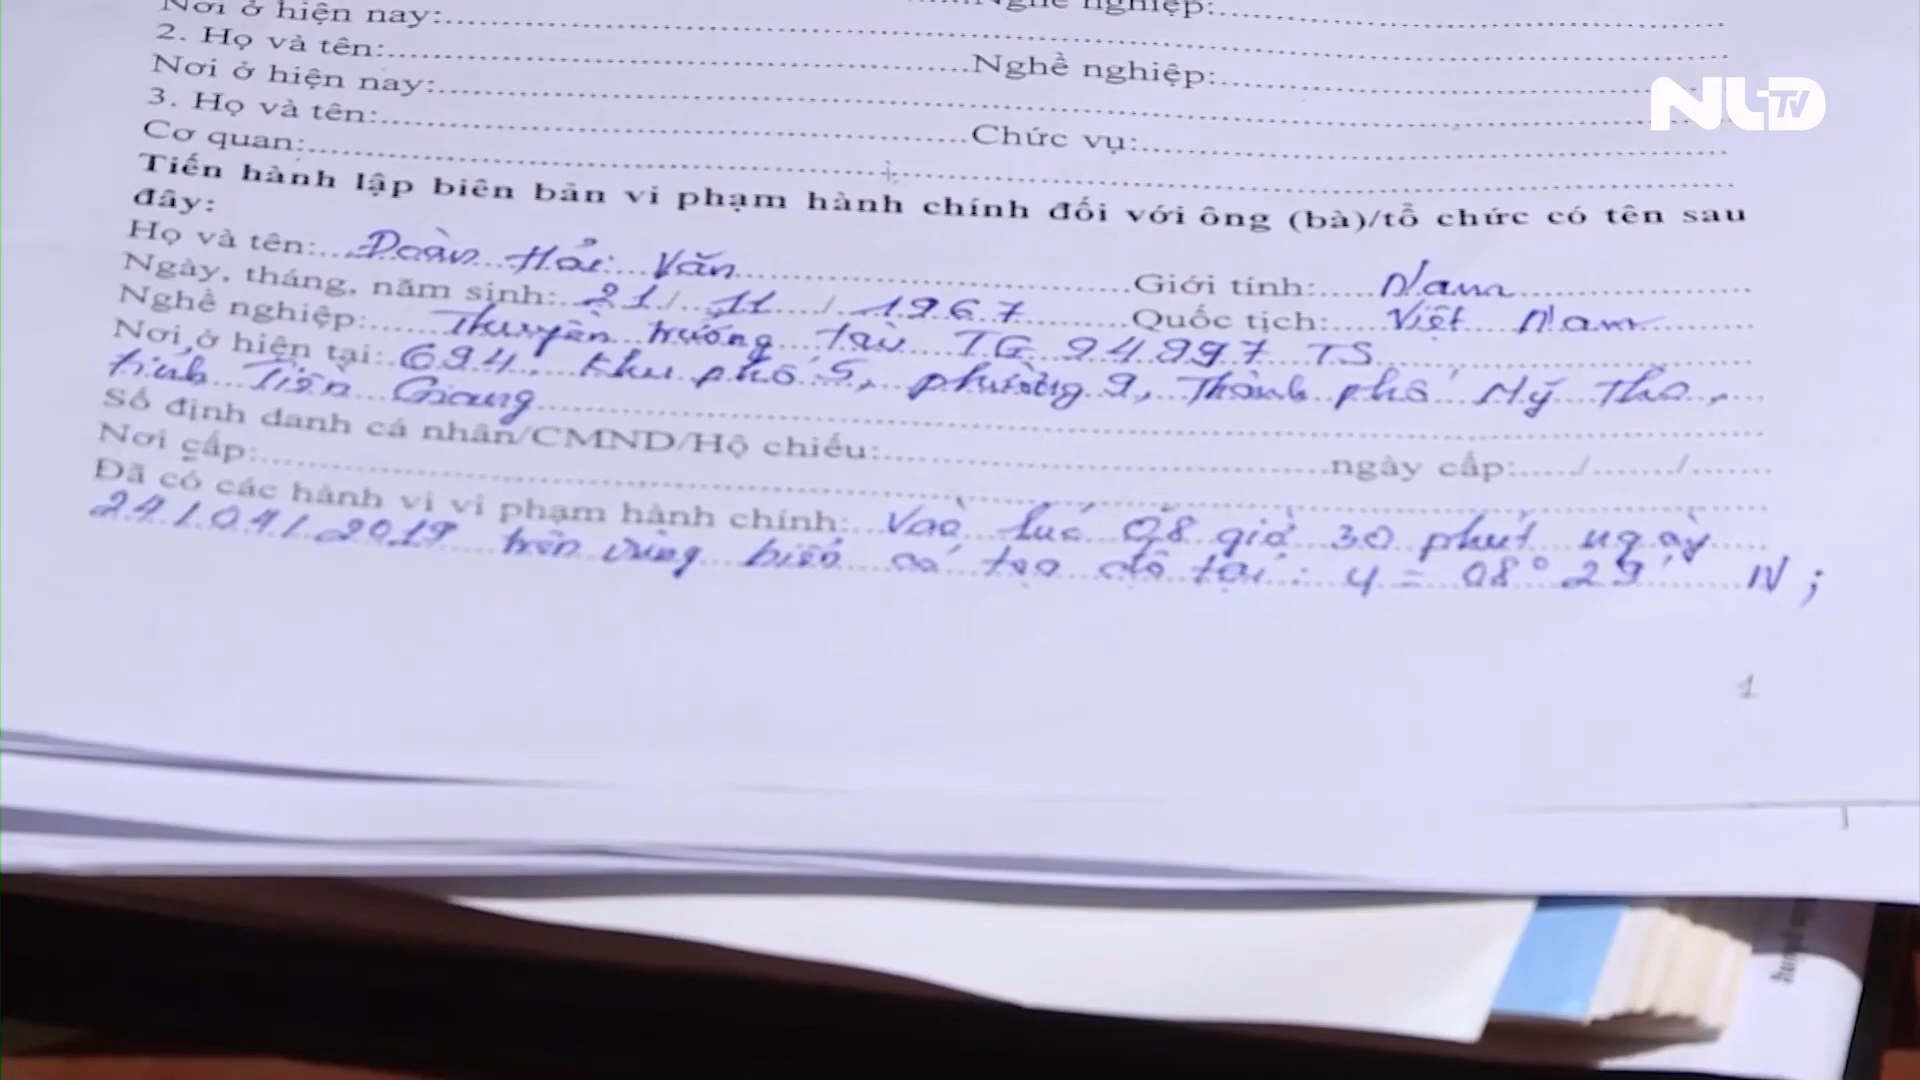 Nơi ở hiện nay:
Nghề nghiệp:
2. Họ và tên: Nghề nghiệp:
Nơi ở hiện nay:
3. Họ và tên: Chức vụ:
Cơ quan:
Tiến hành lập biên bản vi phạm hành chính đối với ông (bà)/tổ chức có tên sau
đây:
Họ và tên: Đoàn Hải Văn Giới tính: Nam
Ngày, tháng, năm sinh: 21 / 11 / 1967 Quốc tịch: Việt Nam
Nghề nghiệp: Thuyền trưởng tàu TG 94997 TS
Nơi ở hiện tại: 694, Khu phố 5, phường 9, Thành phố Mỹ Tho,
tỉnh Tiền Giang
Số định danh cá nhân/CMND/Hộ chiếu: ngày cấp: / /
Nơi cấp:
Đã có các hành vi vi phạm hành chính: Vào lúc 08 giờ 30 phút ngày
24/04/2019 trên vùng biển có tọa độ tại: φ = 08° 29' N;
1
NLD TV